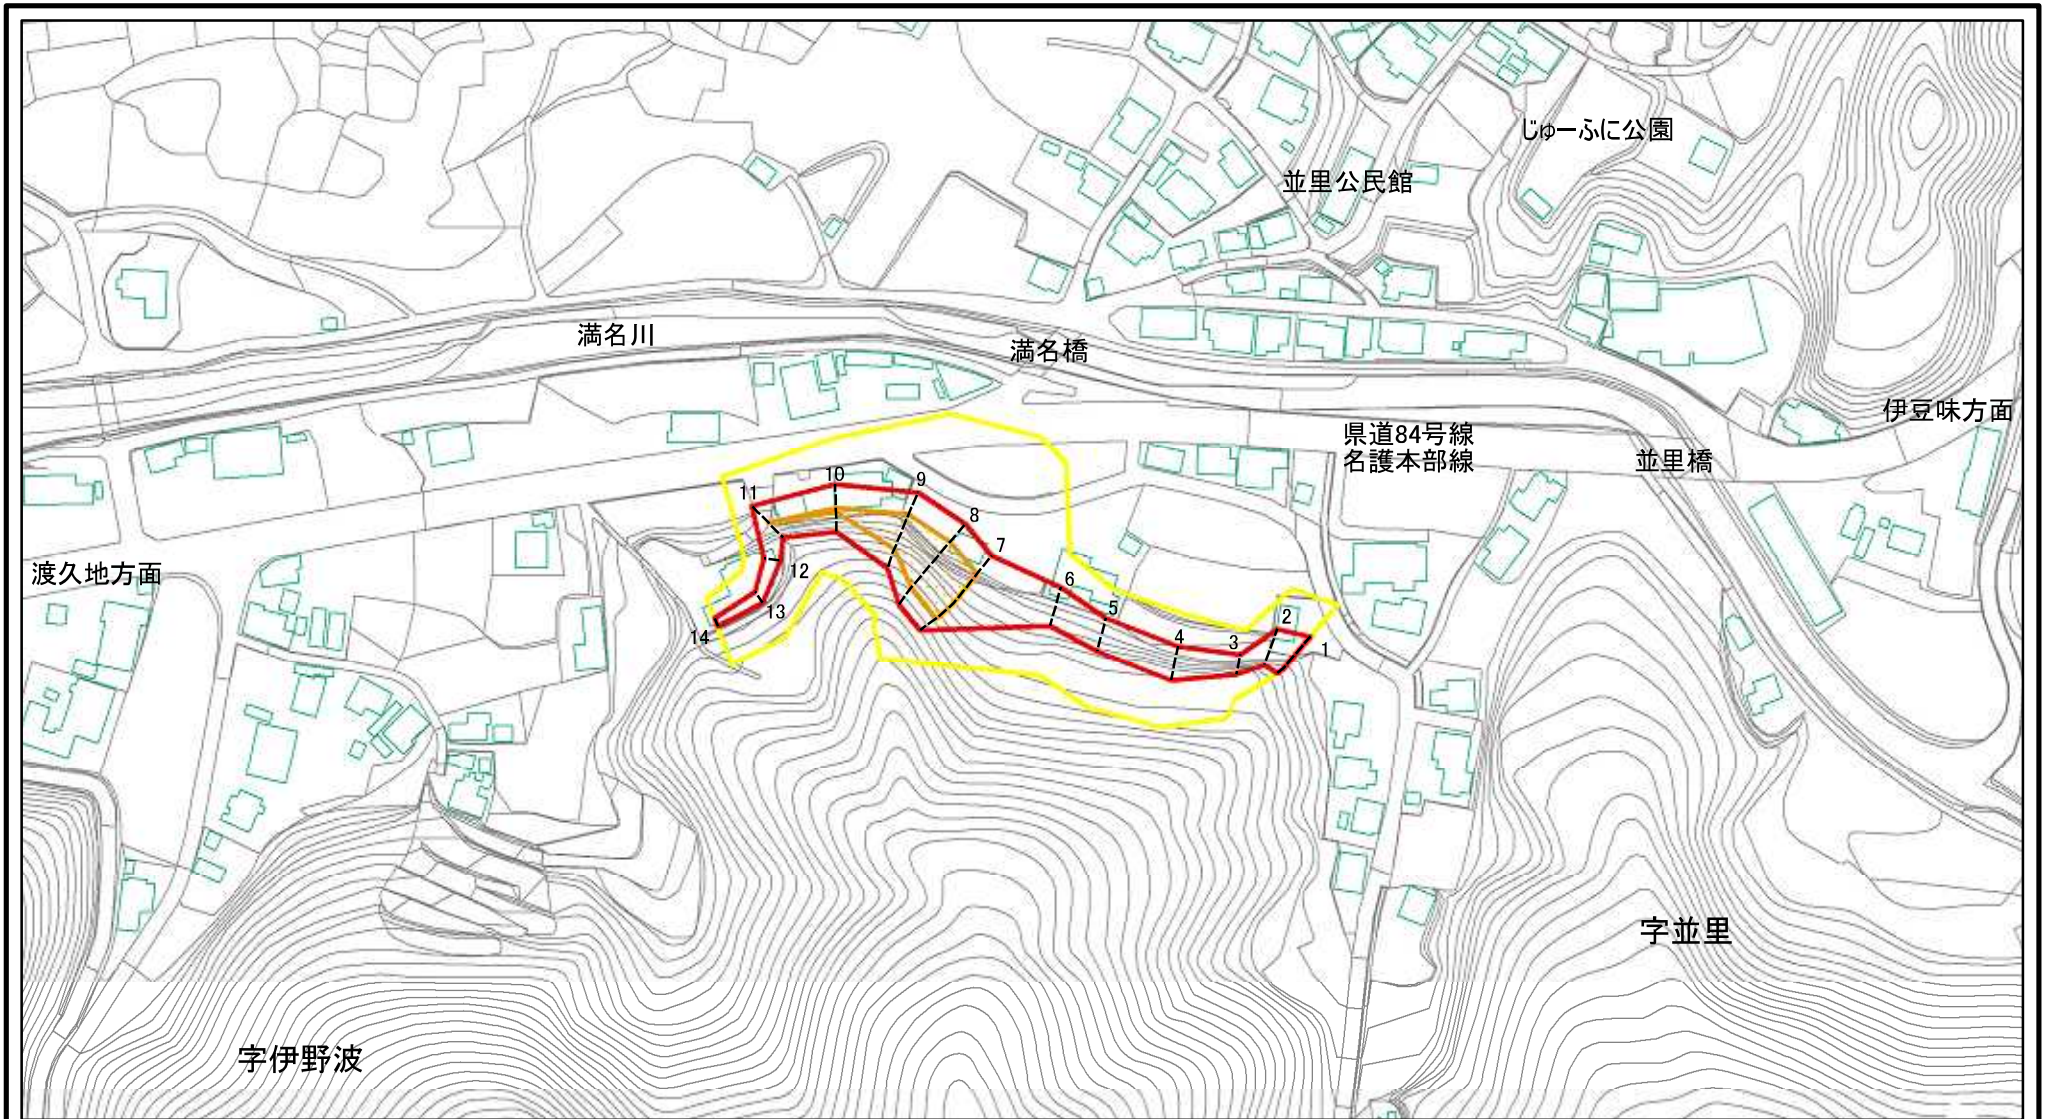 じゅーふに公園
並里公民館
満名川
満名橋
伊豆味方面
県道84号線
名護本部線
並里橋
10
11
9
8
7
渡久地方面
12
6
13
5
14
2
4
3
1
字並里
字伊野波